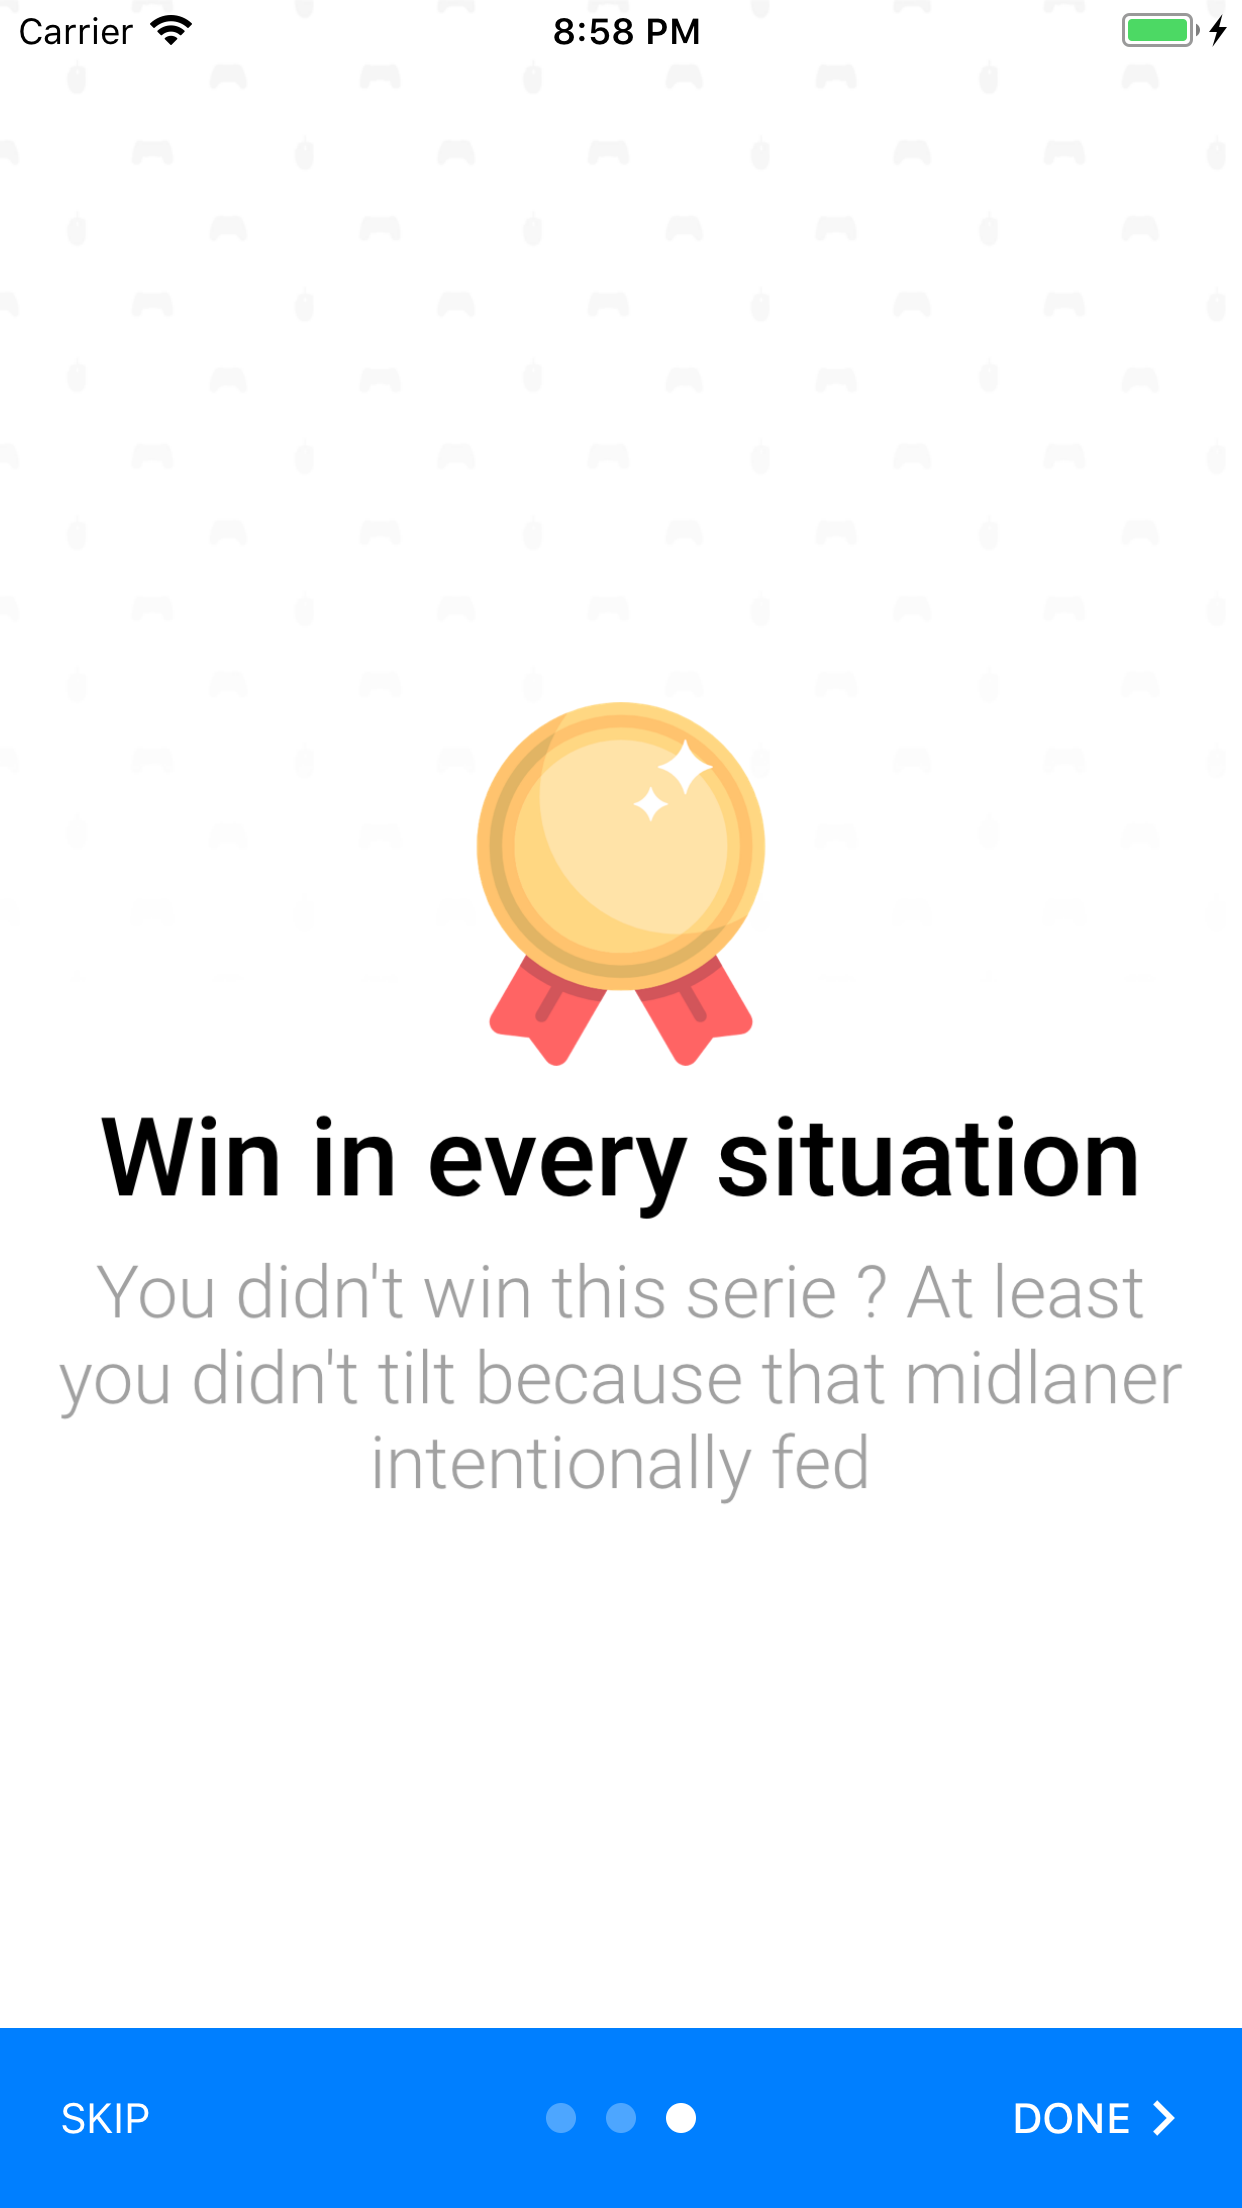 Carrier
8:58 PM
Win in every situation
You didn't win this serie ? At least
you didn't tilt because that midlaner
intentionally fed
SKIP
DONE